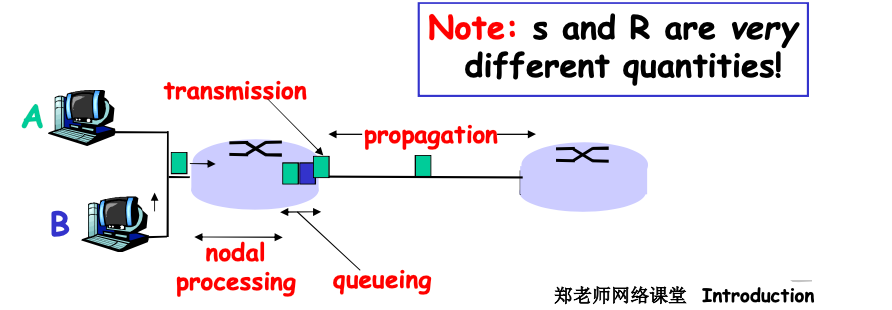 Note: s and R are very
different quantities!
transmission
A
propagation
B
nodal
processing
queueing
郑老师网络课堂 Introduction